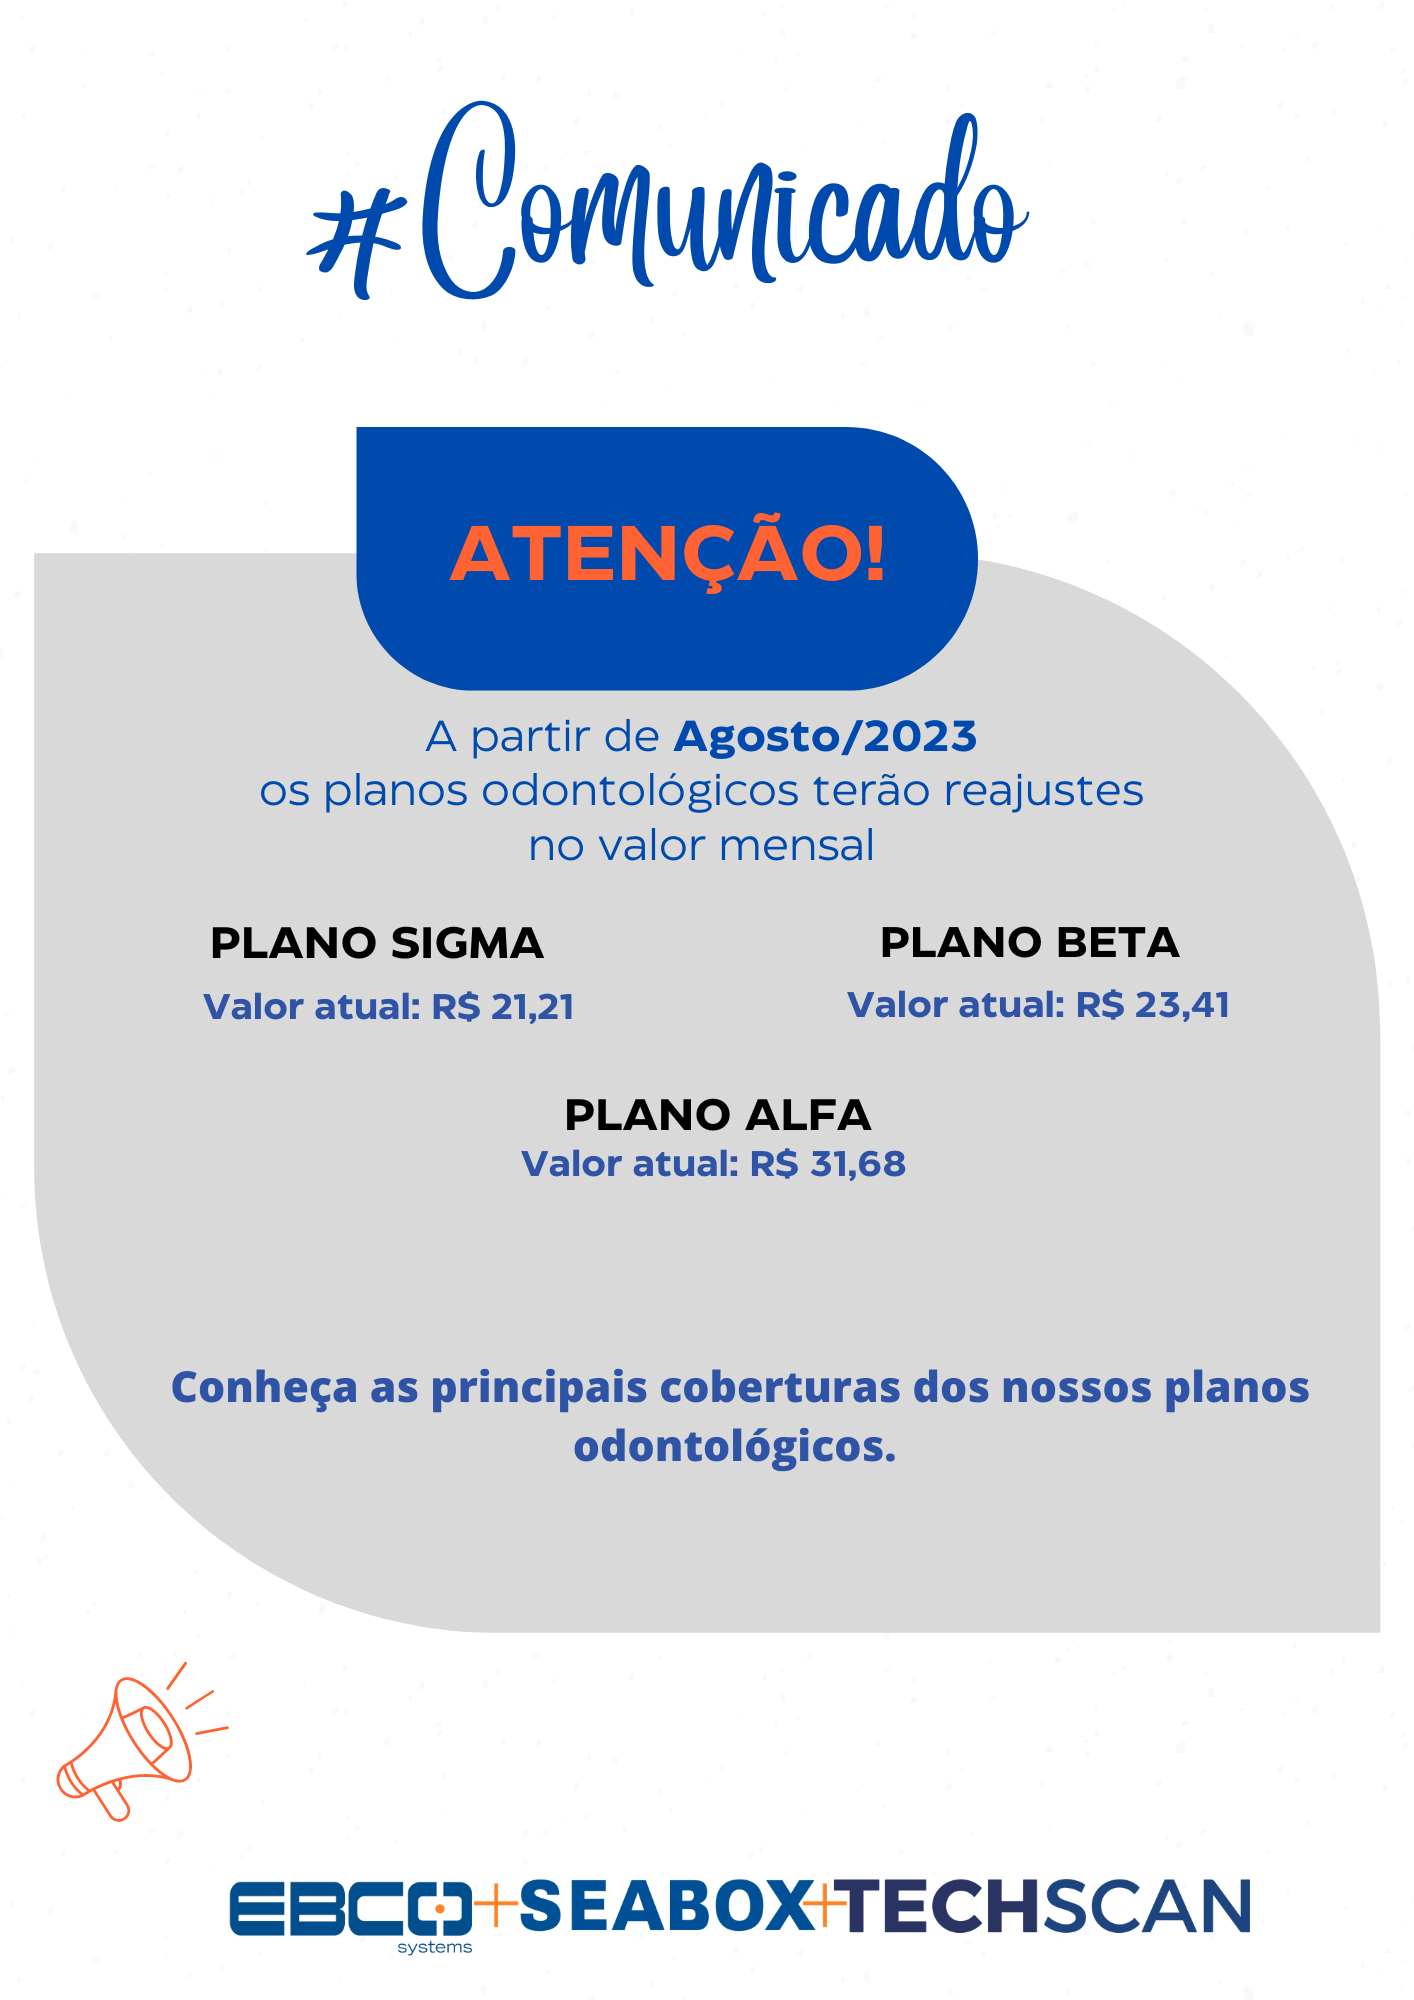 #Comunicado
ATENÇÃO!
A partir de Agosto/2023
os planos odontológicos terão reajustes
no valor mensal
PLANO SIGMA
Valor atual: R$ 21,21
PLANO BETA
Valor atual: R$ 23,41
PLANO ALFA
Valor atual: R$ 31,68
Conheça as principais coberturas dos nossos planos
odontológicos.
EBCO+SEABOX+TECHSCAN
systems